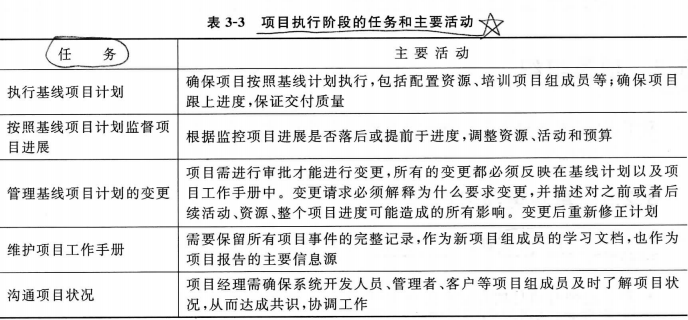 表 3-3 项目执行阶段的任务和主要活动
任 务 主要活动
执行基线项目计划 确保项目按照基线计划执行,包括配置资源、培训项目组成员等;确保项目
跟上进度,保证交付质量
按照基线项目计划监督项
目进展 根据监控项目进展是否落后或提前于进度,调整资源、活动和预算
管理基线项目计划的变更 项目需进行审批才能进行变更,所有的变更都必须反映在基线计划以及项
目工作手册中。变更请求必须解释为什么要求变更,并描述对之前或者后
续活动、资源、整个项目进度可能造成的所有影响。变更后重新修正计划
维护项目工作手册 需要保留所有项目事件的完整记录,作为新项目组成员的学习文档,也作为
项目报告的主要信息源
沟通项目状况 项目经理需确保系统开发人员、管理者、客户等项目组成员及时了解项目状
况,从而达成共识,协调工作